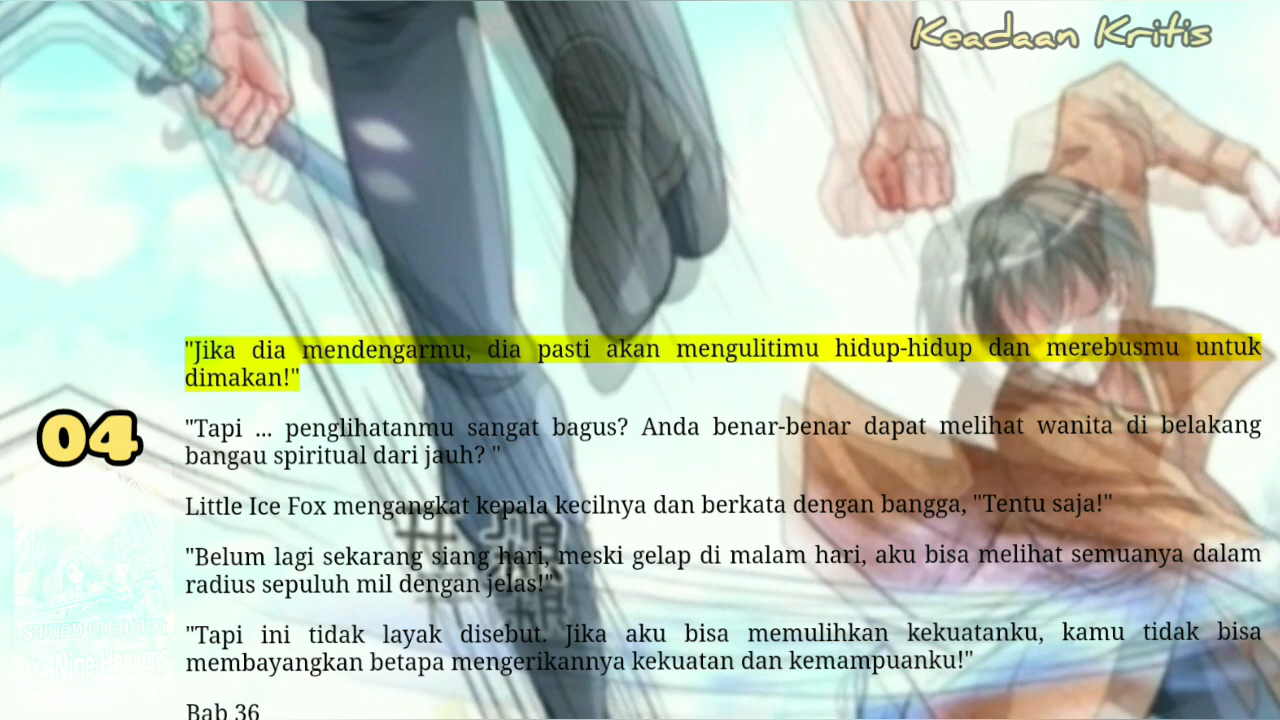 Keadaan Kritis
"Jika dia mendengarmu, dia pasti akan mengulitimu hidup-hidup dan merebusmu untuk
dimakan!"
04
"Tapi ... penglihatanmu sangat bagus? Anda benar-benar dapat melihat wanita di belakang
bangau spiritual dari jauh? "
Little Ice Fox mengangkat kepala kecilnya dan berkata dengan bangga, "Tentu saja!"
"Belum lagi sekarang siang hari, meski gelap di malam hari, aku bisa melihat semuanya dalam
radius sepuluh mil dengan jelas!"
"Tapi ini tidak layak disebut. Jika aku bisa memulihkan kekuatanku, kamu tidak bisa
membayangkan betapa mengerikannya kekuatan dan kemampuanku!"
Nine Heavens
Bab 36